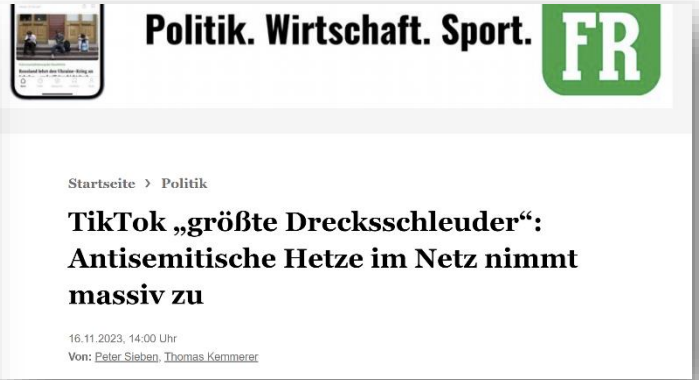 Politik. Wirtschaft. Sport.
FR
Startseite › Politik
TikTok „größte Drecksschleuder“:
Antisemitische Hetze im Netz nimmt
massiv zu
16.11.2023, 14:00 Uhr
Von: Peter Sieben, Thomas Kemmerer